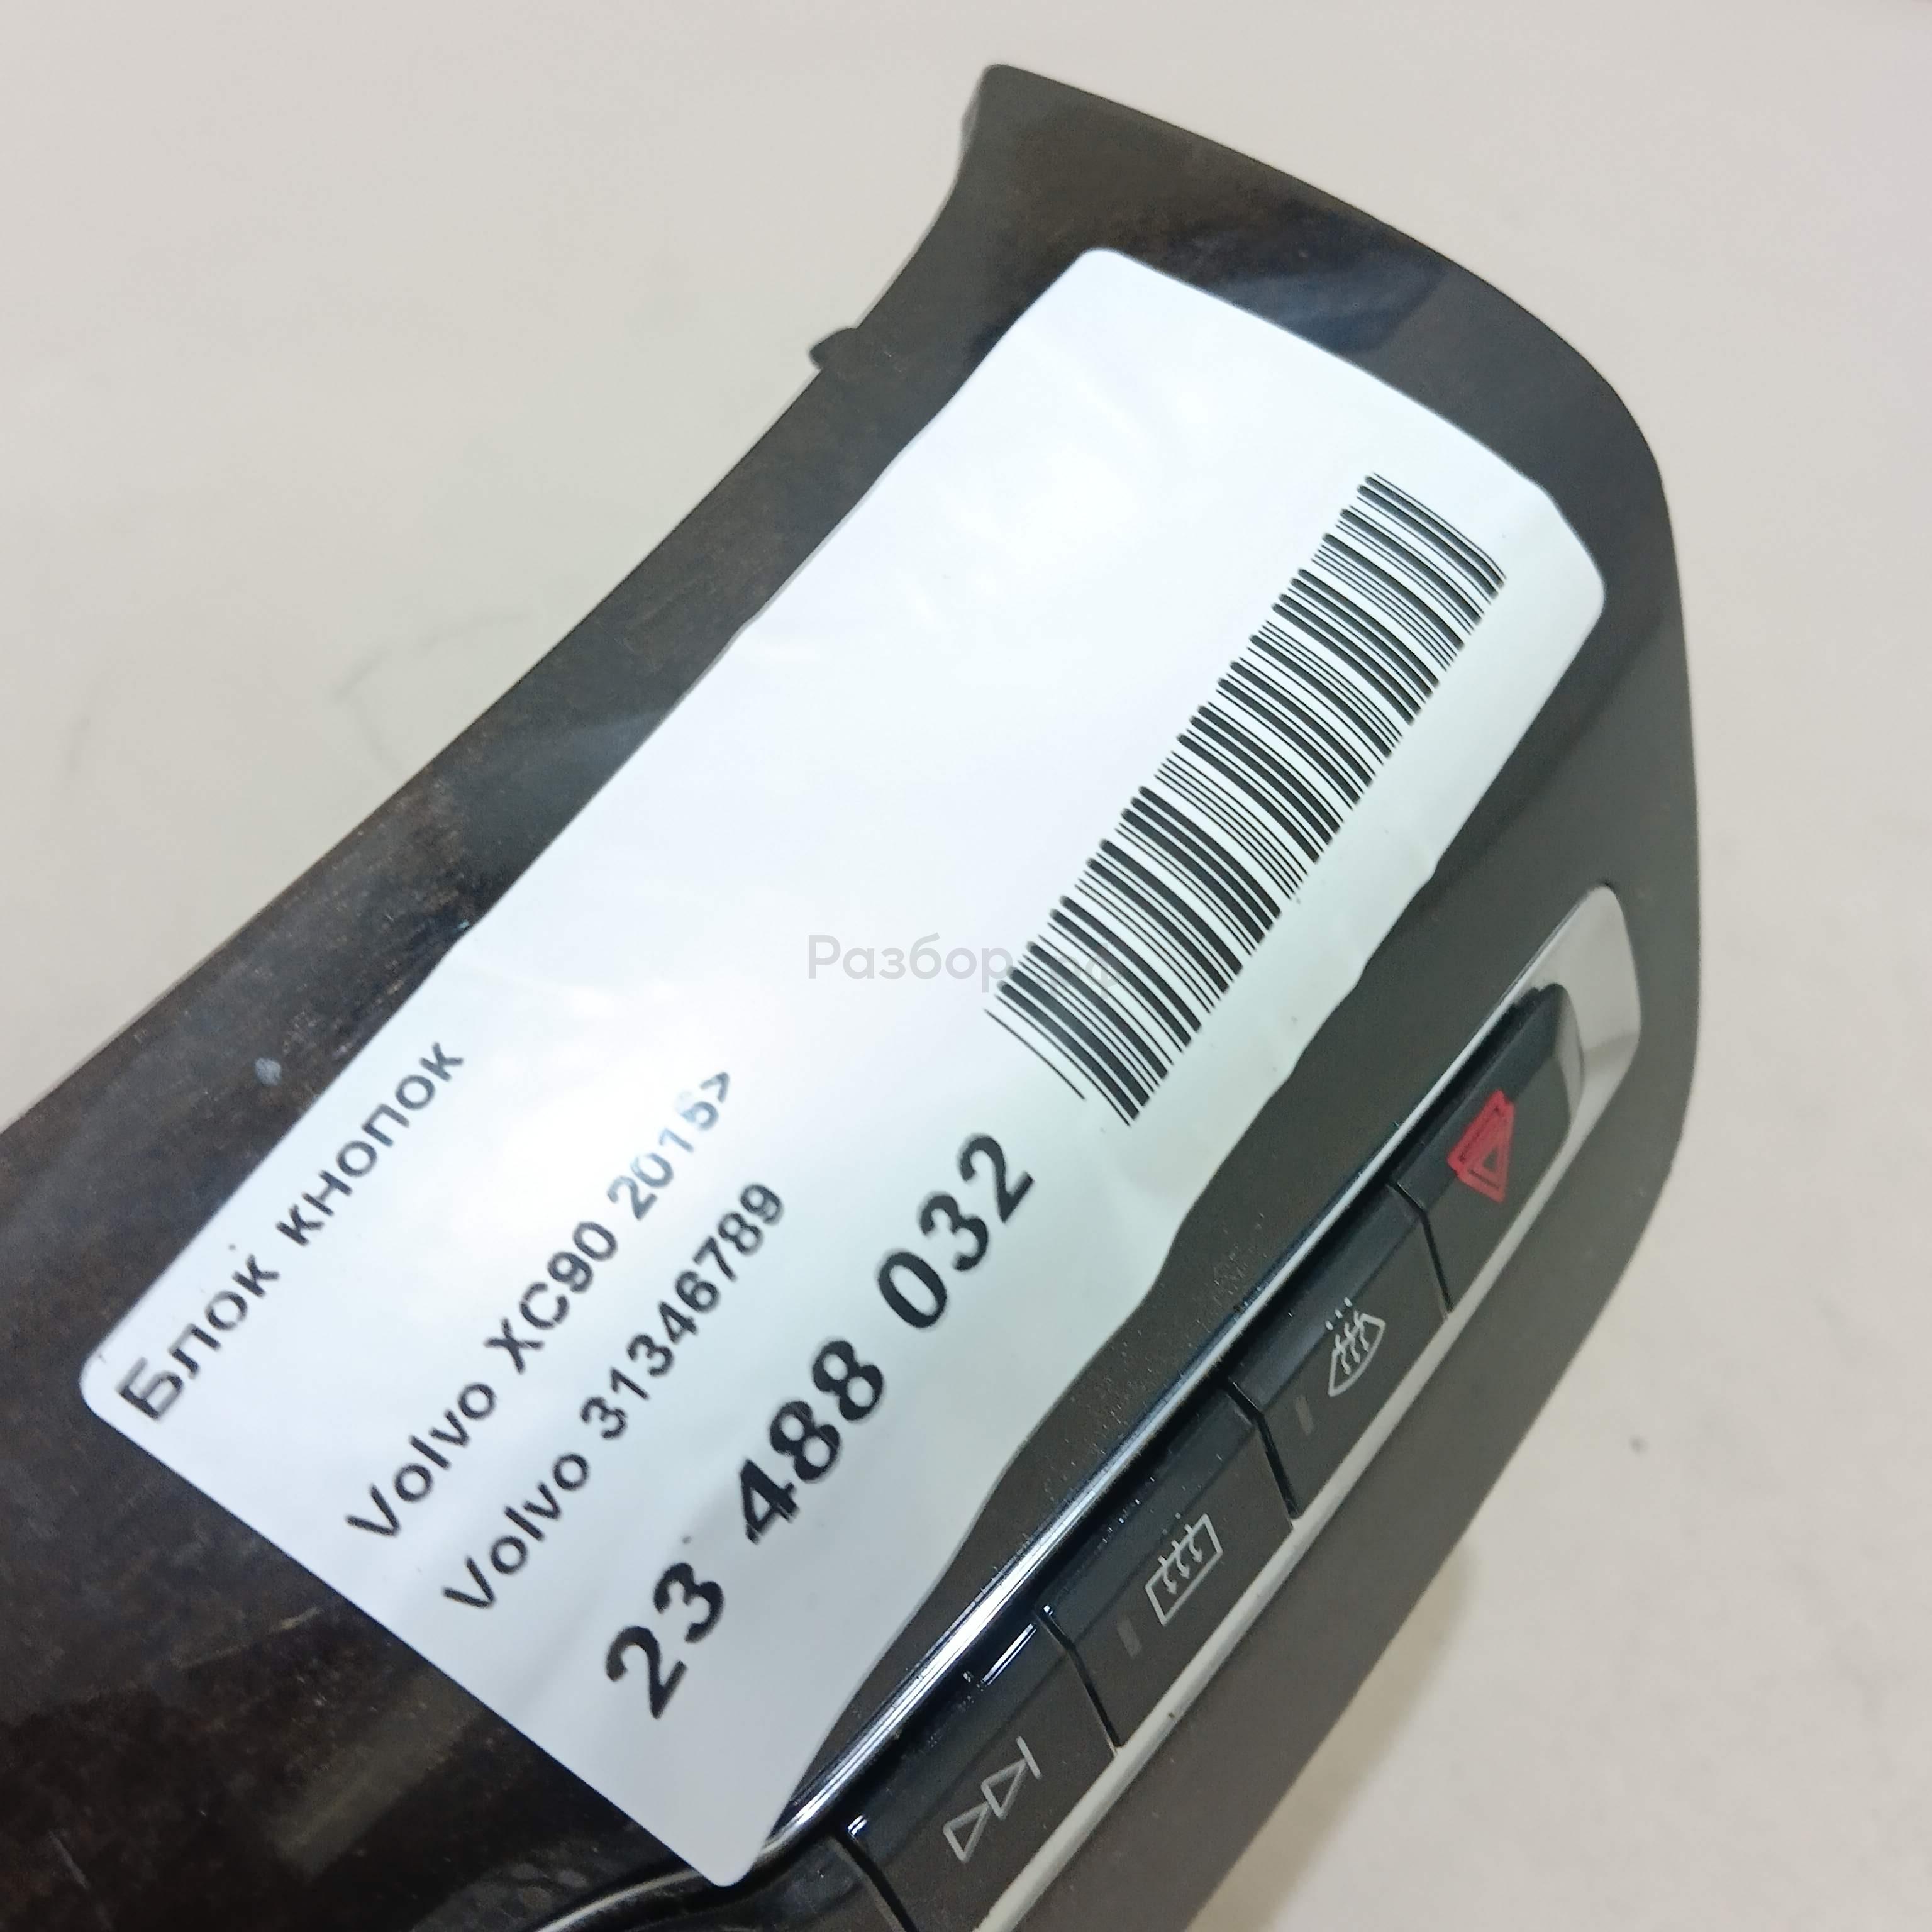 Блок кнопок
Volvo XC90 2015>
Volvo 31346789
23 488 032
Разбор